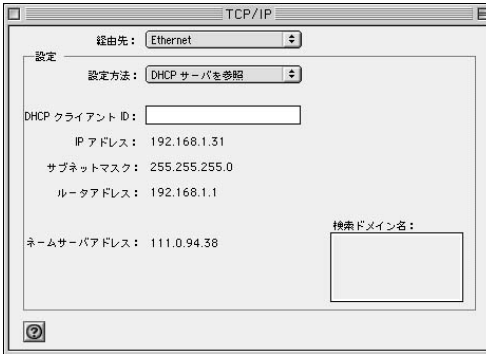 TCP/IP
経由先： Ethernet
設定
設定方法： DHCP サーバを参照
DHCP クライアント ID：
IP アドレス： 192.168.1.31
サブネットマスク： 255.255.255.0
ルータアドレス： 192.168.1.1
検索ドメイン名：
ネームサーバアドレス： 111.0.94.38
?